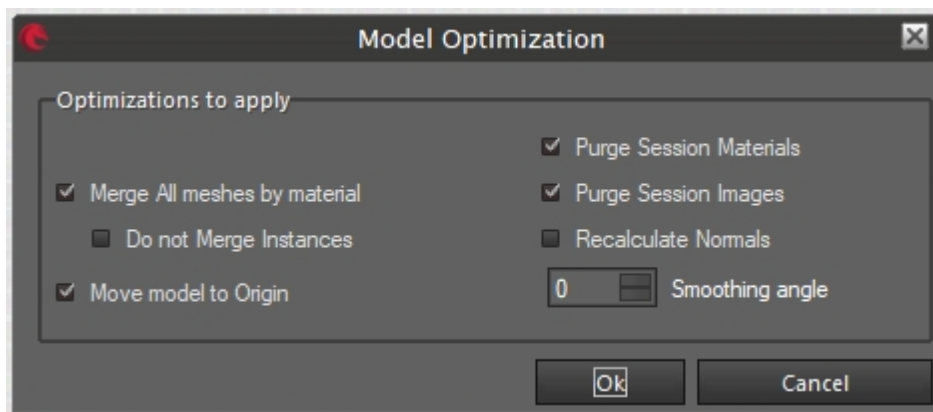 Model Optimization
Optimizations to apply
Purge Session Materials
Merge All meshes by material
Purge Session Images
Do not Merge Instances
Recalculate Normals
Move model to Origin
0 Smoothing angle
Ok Cancel